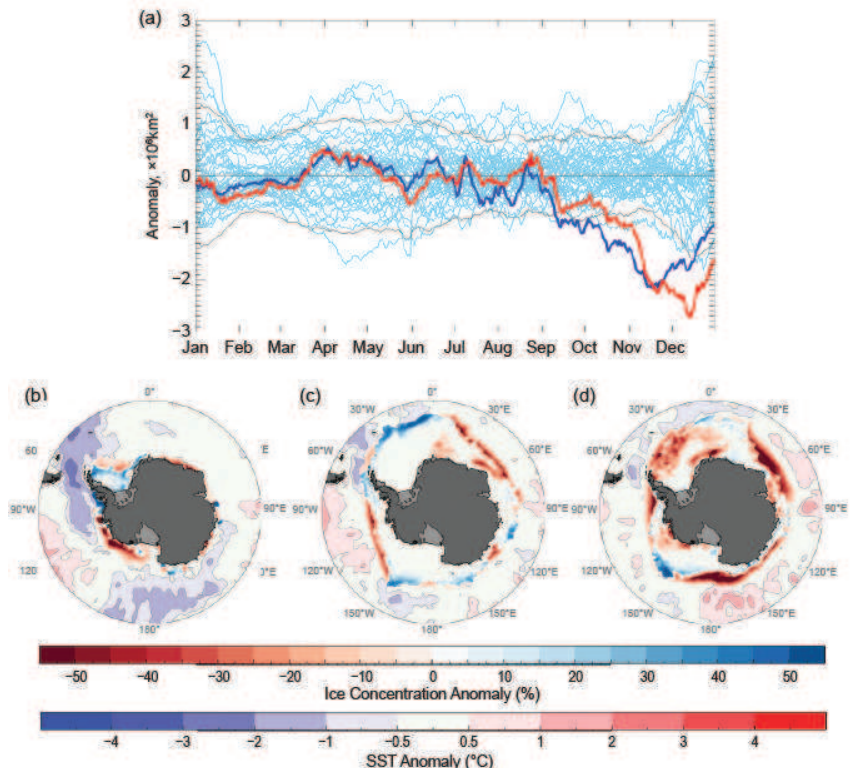 (a)
3
2
1
0
−1
−2
−3
Anomaly, ×10⁶km²
Jan Feb Mar Apr May Jun Jul Aug Sep Oct Nov Dec
(b) (c) (d)
0° 0° 0°
30°W 30°E 30°W 30°E
60 'E 60°W 60°E 60°W 60°E
90°W 90°E 90°W 90°E 90°W 90°E
120 '0°E 120°W 120°E 120°W 120°E
150°W 150°E 150°W 150°E
180° 180° 180°
−50 −40 −30 −20 −10 0 10 20 30 40 50
Ice Concentration Anomaly (%)
−4 −3 −2 −1 −0.5 0.5 1 2 3 4
SST Anomaly (°C)